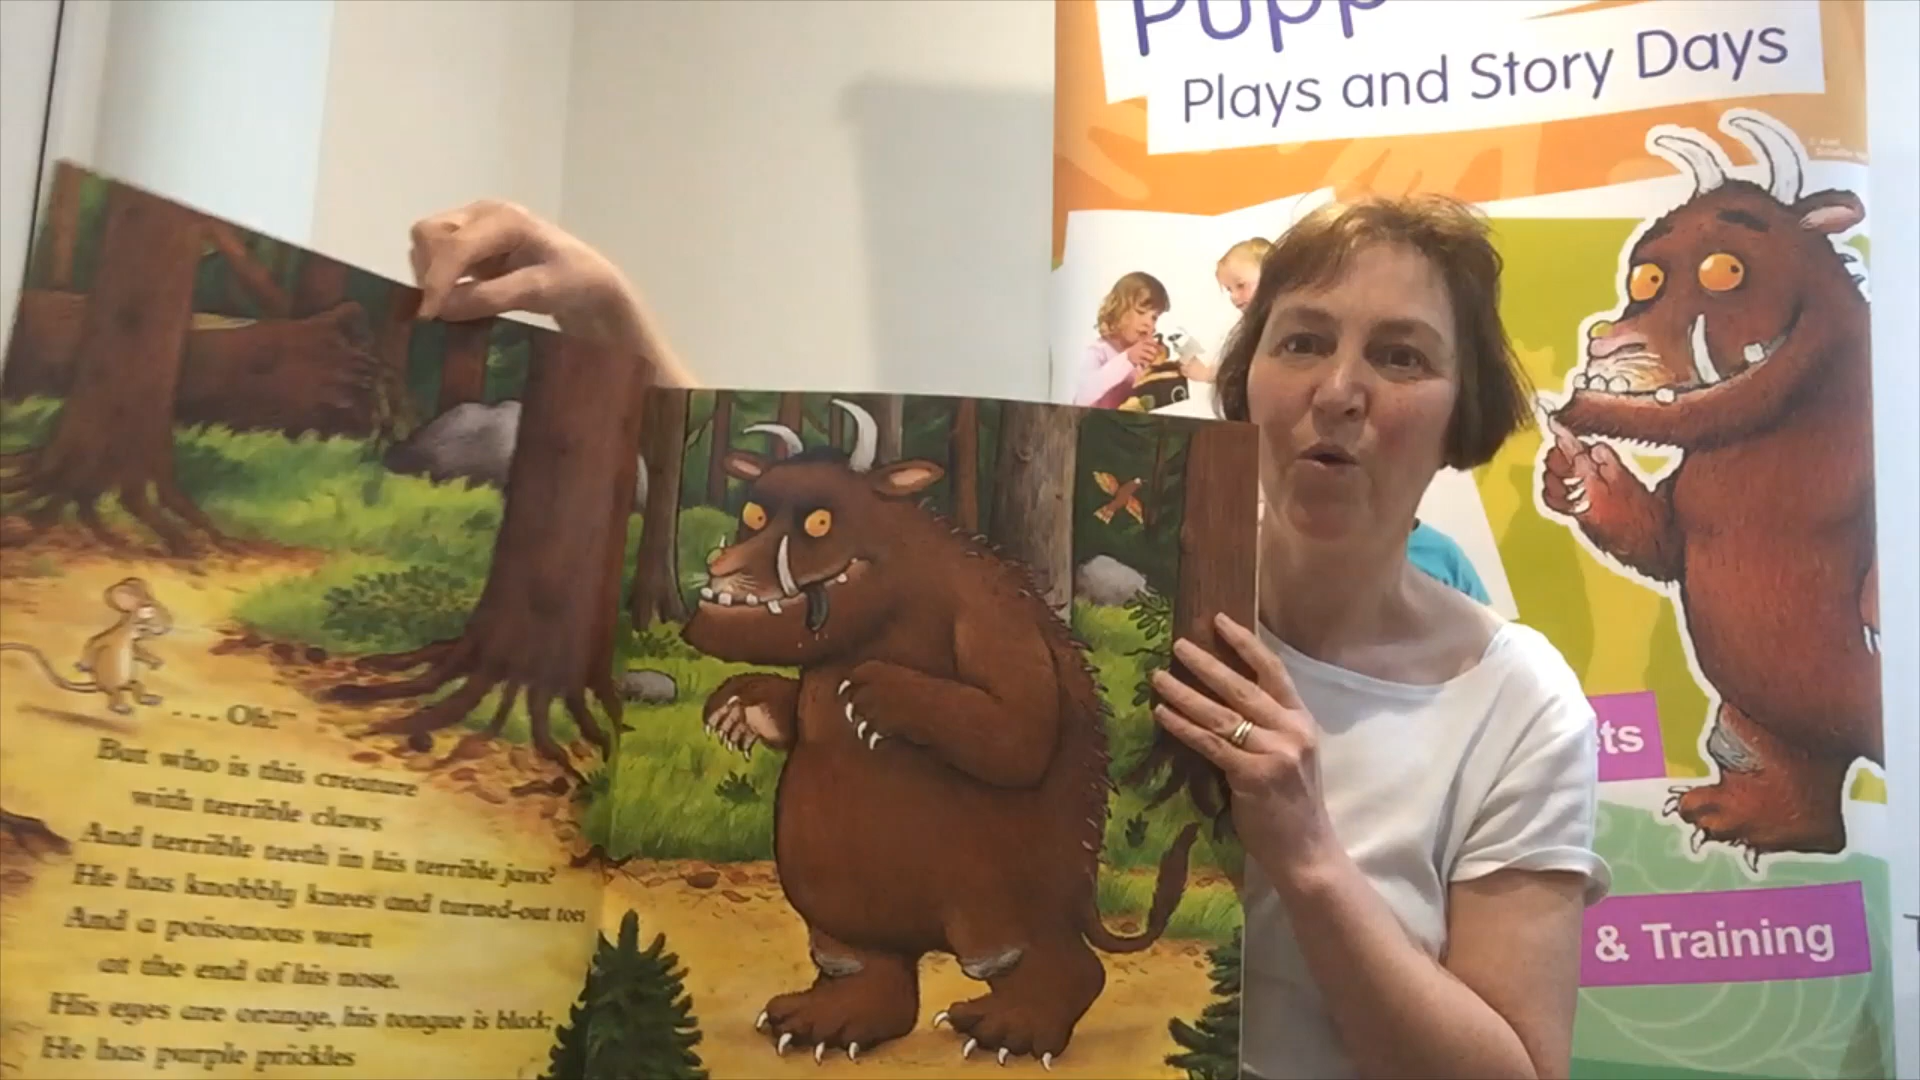 Plays and Story Days
... Oh!"
But who is this creature
with terrible claws
And terrible teeth in his terrible jaws?
He has knobbly knees and turned-out toes
And a poisonous wart
at the end of his nose.
His eyes are orange, his tongue is black;
He has purple prickles
& Training